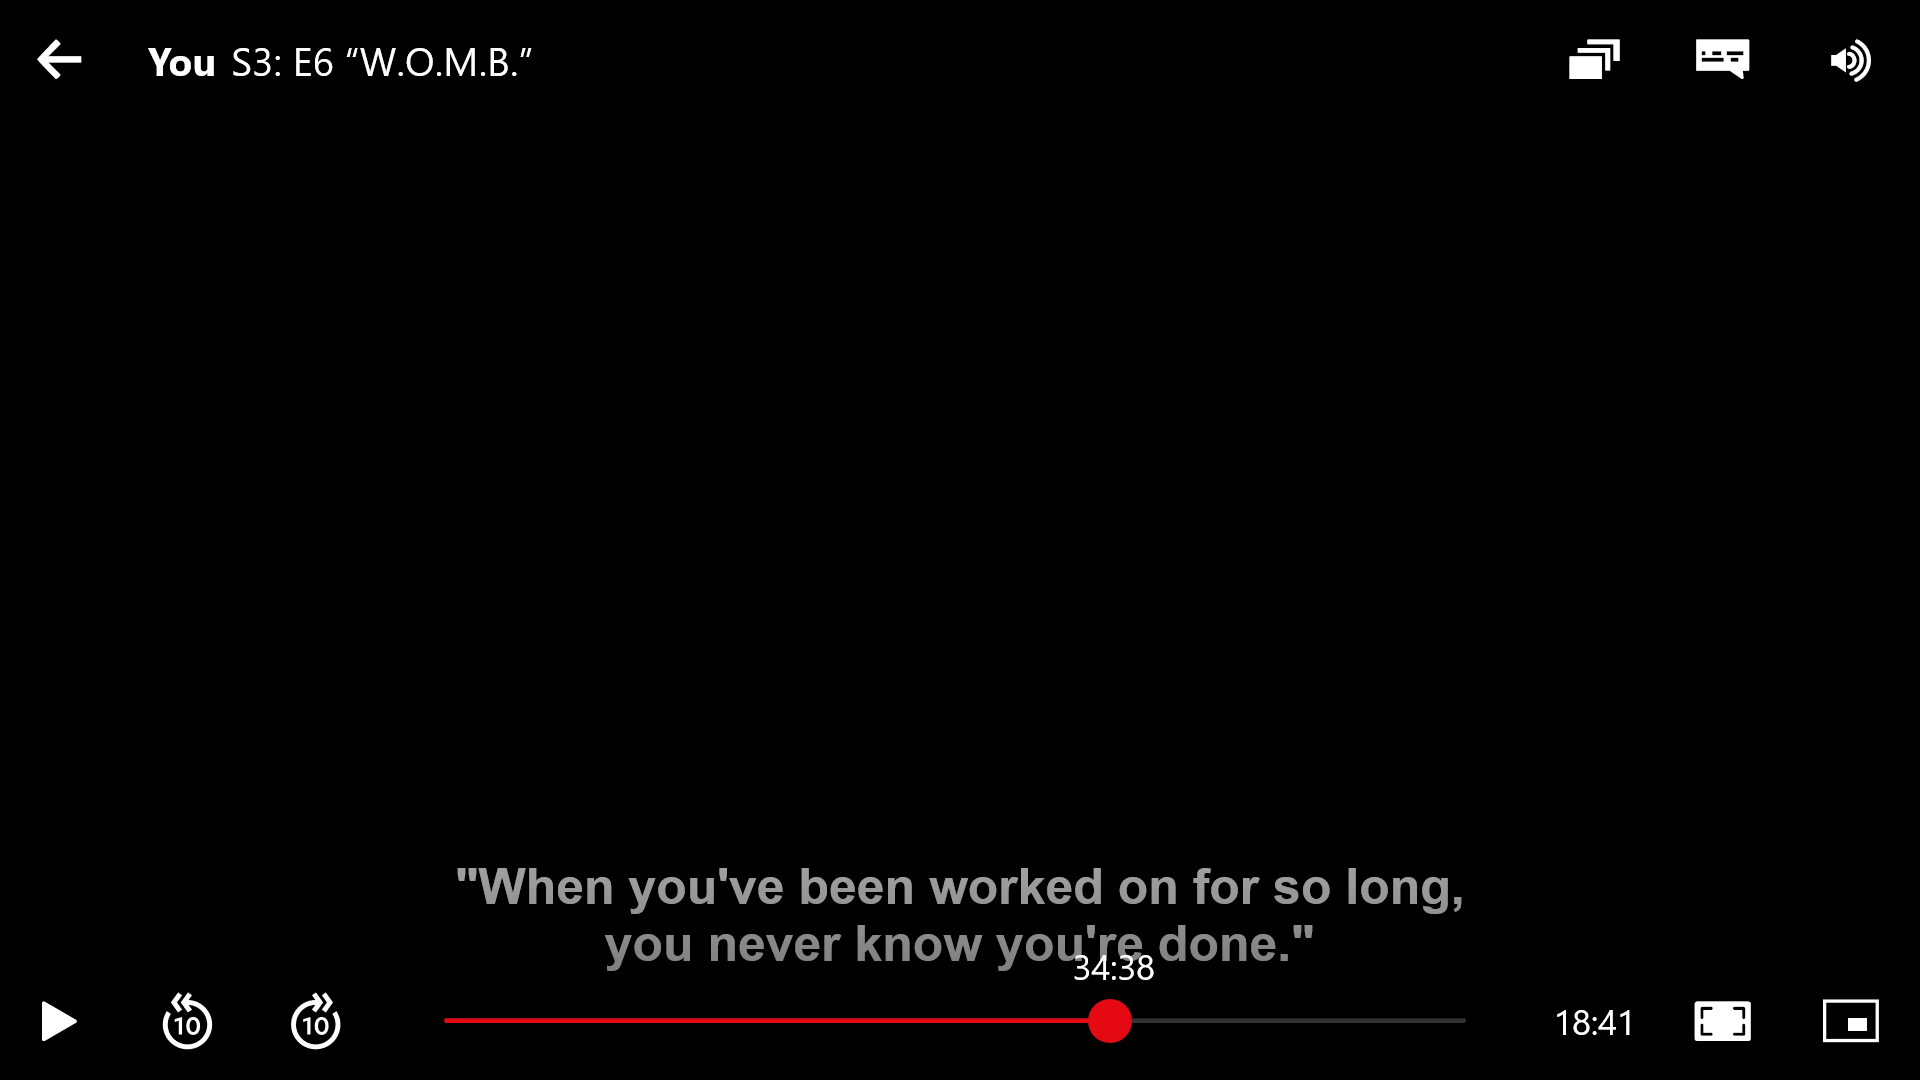 You S3: E6 “W.O.M.B.”
"When you've been worked on for so long,
you never know you're done."
34:38
10 10 18:41